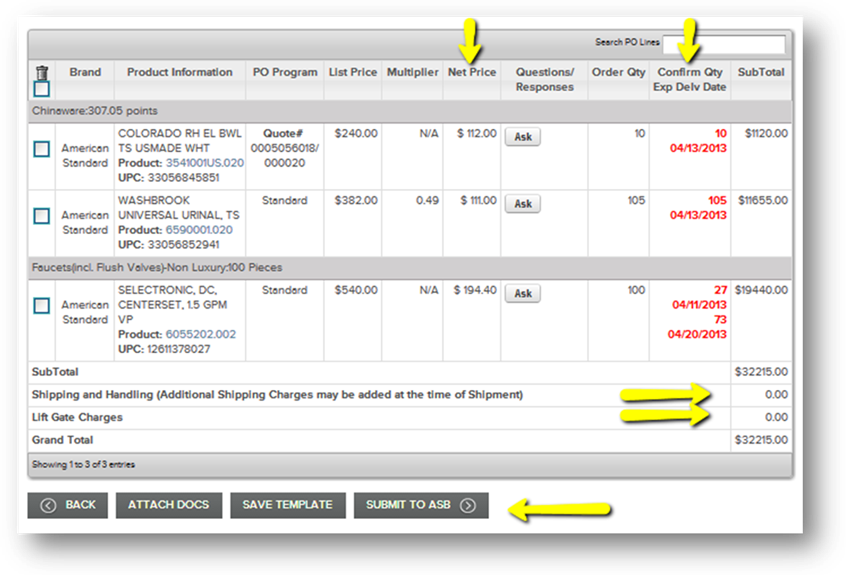 Search PO Lines
Brand Product Information PO Program List Price Multiplier Net Price Questions/ Responses Order Qty Confirm Qty Exp Delv Date SubTotal
Chinaware:307.05 points
American Standard COLORADO RH EL BWL Quote# $240.00 N/A $ 112.00 Ask 10 10 $1120.00
TS USMADE WHT 0005056018/ 04/13/2013
Product: 3541001US.020 000020
UPC: 33056845851
American Standard WASHBROOK Standard $382.00 0.49 $ 111.00 Ask 105 105 $11655.00
UNIVERSAL URINAL, TS 04/13/2013
Product: 6590001.020
UPC: 33056852941
Faucets(incl. Flush Valves)-Non Luxury:100 Pieces
American Standard SELECTRONIC, DC, Standard $540.00 N/A $ 194.40 Ask 100 27 $19440.00
CENTERSET, 1.5 GPM 04/11/2013
VP 73
Product: 6055202.002 04/20/2013
UPC: 12611378027
SubTotal $32215.00
Shipping and Handling (Additional Shipping Charges may be added at the time of Shipment) 0.00
Lift Gate Charges 0.00
Grand Total $32215.00
Showing 1 to 3 of 3 entries
BACK ATTACH DOCS SAVE TEMPLATE SUBMIT TO ASB